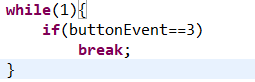 while(1){
    if(buttonEvent==3)
        break;
}